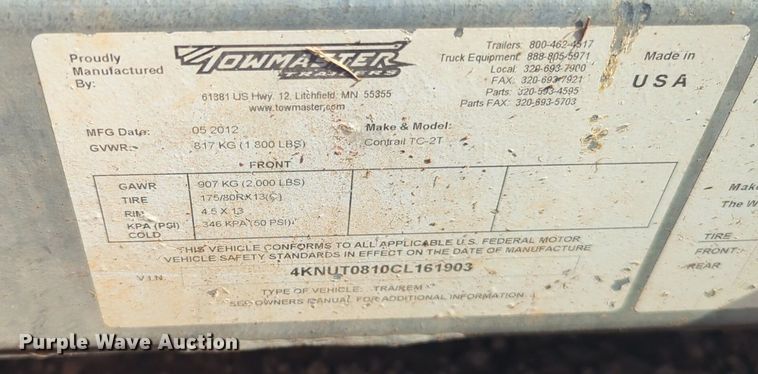 Proudly
Manufactured
By:
TOWMASTER
TRAILERS
61381 US Hwy. 12, Litchfield, MN. 55355
www.towmaster.com
Trailers: 800-462-4517
Truck Equipment: 888-805-5971
Local: 320-693-7900
FAX: 320-693-7921
Parts: 320-593-4595
Parts FAX: 320-693-5703
Made in
USA
MFG Date: 05 2012
Make & Model:
GVWR: 817 KG (1 800 LBS) Contrail TC-2T
FRONT
GAWR 907 KG (2,000 LBS)
TIRE 175/80RX13(C)
RIM 4.5 X 13
KPA (PSI) 346 KPA (50 PSI)
COLD
THIS VEHICLE CONFORMS TO ALL APPLICABLE U.S. FEDERAL MOTOR
VEHICLE SAFETY STANDARDS IN EFFECT ON THE DATE OF MANUFACTURE
V.I.N. 4KNUT0810CL161903
TYPE OF VEHICLE:
SEE OWNERS MANUAL FOR ADDITIONAL INFORMATION
Make
The W
TIRE
FRONT:
REAR
Purple Wave Auction